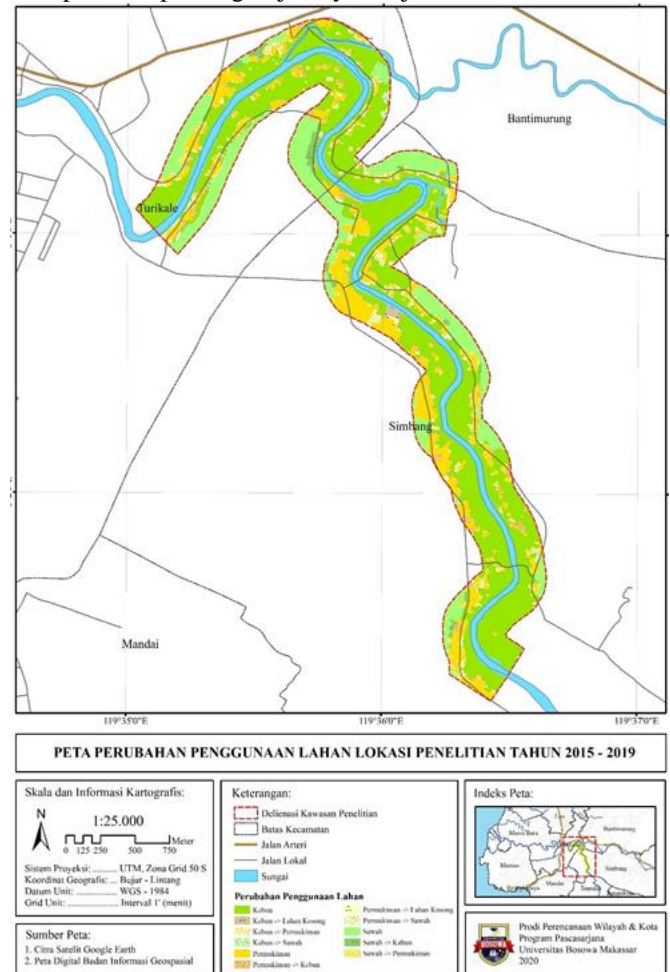 Bantimurung
Turikale
Simbang
Mandai
119°35'0"E
119°36'0"E
119°37'0"E
PETA PERUBAHAN PENGGUNAAN LAHAN LOKASI PENELITIAN TAHUN 2015 - 2019
Skala dan Informasi Kartografis:
N
1:25.000
0 125 250 500 750
Meter
Sistem Proyeksi: ........ UTM, Zona Grid 50 S
Koordinat Geografis: .. Bujur - Lintang
Datum Unit: ............... WGS - 1984
Grid Unit: .................. Interval 1' (menit)
Sumber Peta:
1. Citra Satelit Google Earth
2. Peta Digital Badan Informasi Geospasial
Keterangan:
Delienasi Kawasan Penelitian
Batas Kecamatan
Jalan Arteri
Jalan Lokal
Sungai
Perubahan Penggunaan Lahan
Kebun
Kebun -> Lahan Kosong
Kebun -> Permukiman
Kebun -> Sawah
Permukiman
Permukiman -> Kebun
Permukiman -> Lahan Kosong
Permukiman -> Sawah
Sawah
Sawah -> Kebun
Sawah -> Permukiman
Indeks Peta:
Lau
Maros Baru
Bantimurung
Marusu
Simbang
Mandai
BOSOWA
Prodi Perencanaan Wilayah & Kota
Program Pascasarjana
Universitas Bosowa Makassar
2020